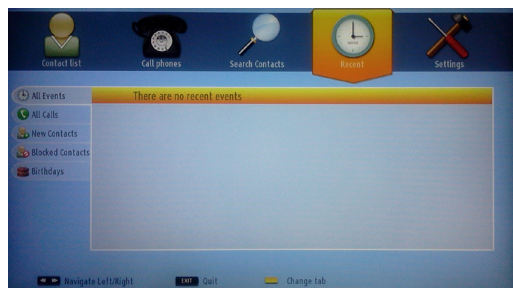 Contact list
Call phones
Search Contacts
Recent
Settings
All Events
There are no recent events
All Calls
New Contacts
Blocked Contacts
Birthdays
Navigate Left/Right
EXIT Quit
Change tab